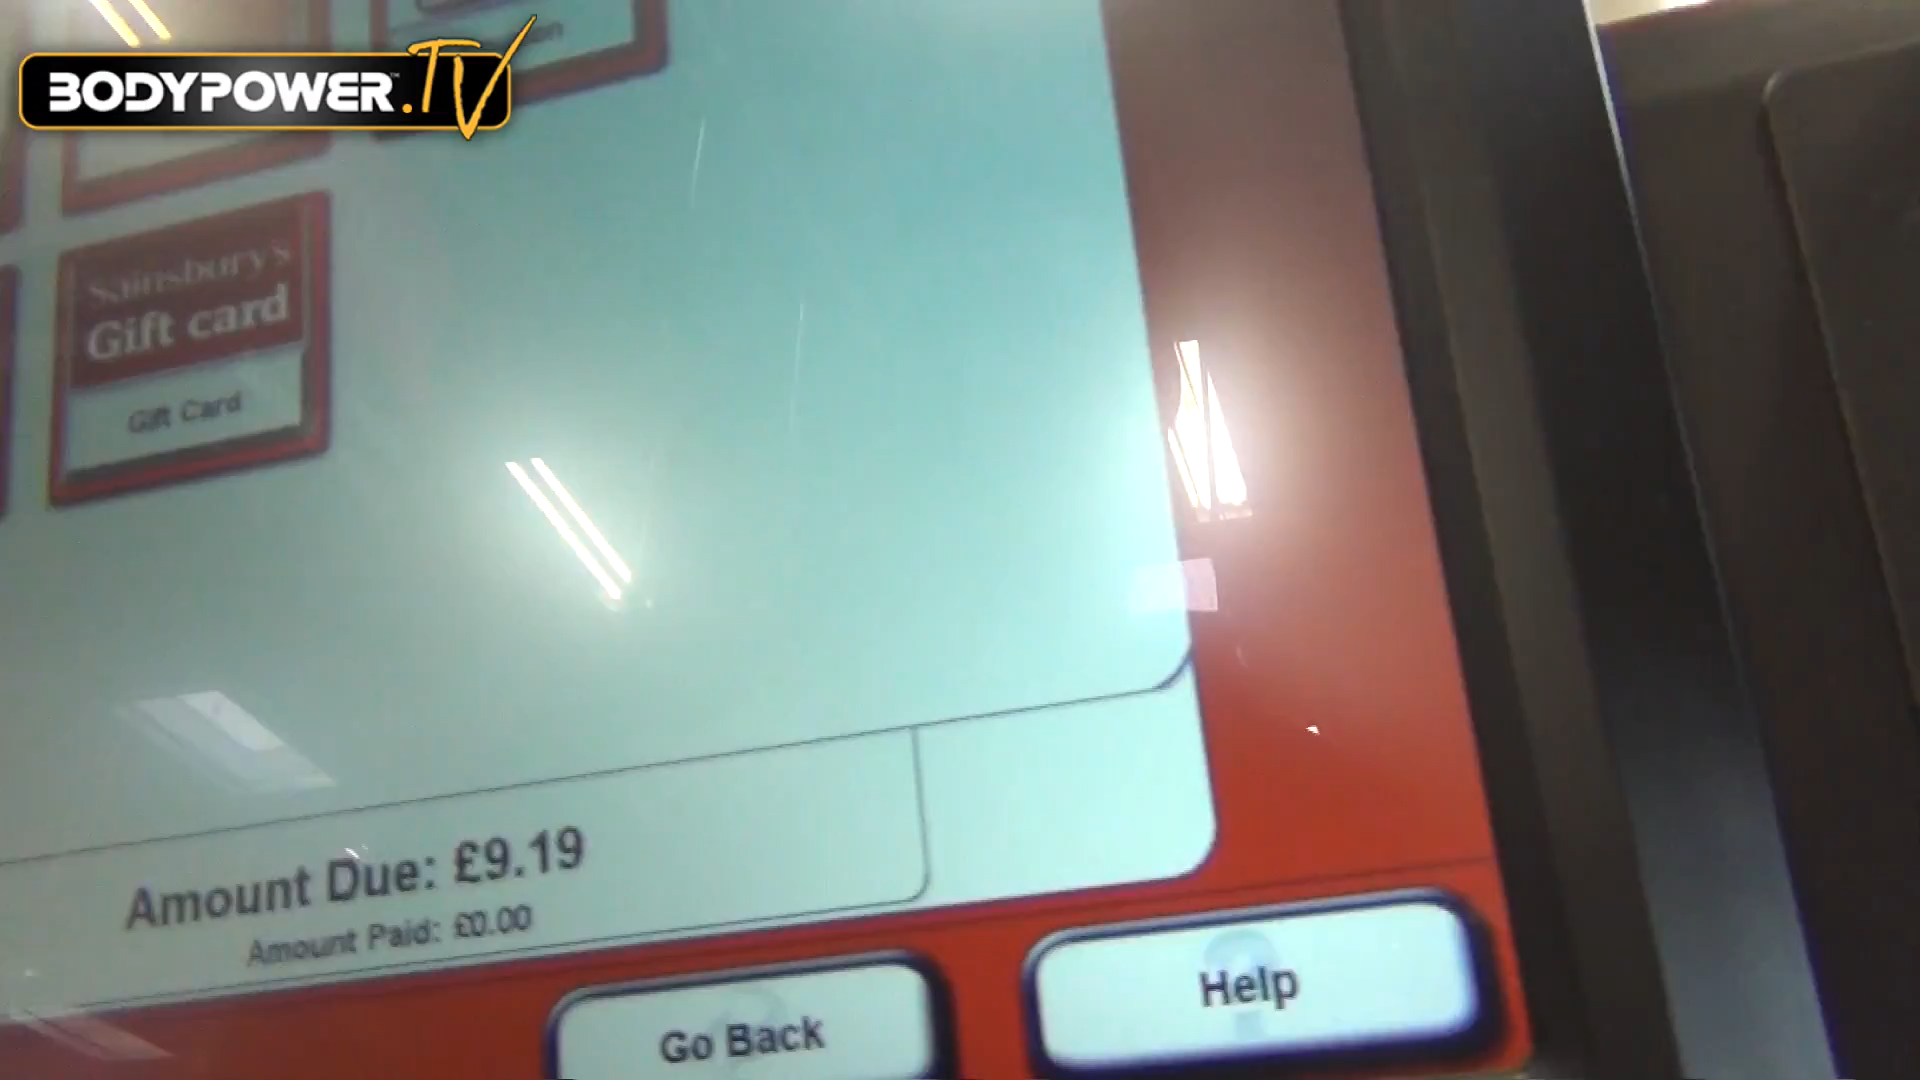 BODYPOWER.TV
Sainsbury's
Gift card
Gift Card
Amount Due: £9.19
Amount Paid: £0.00
Go Back
Help